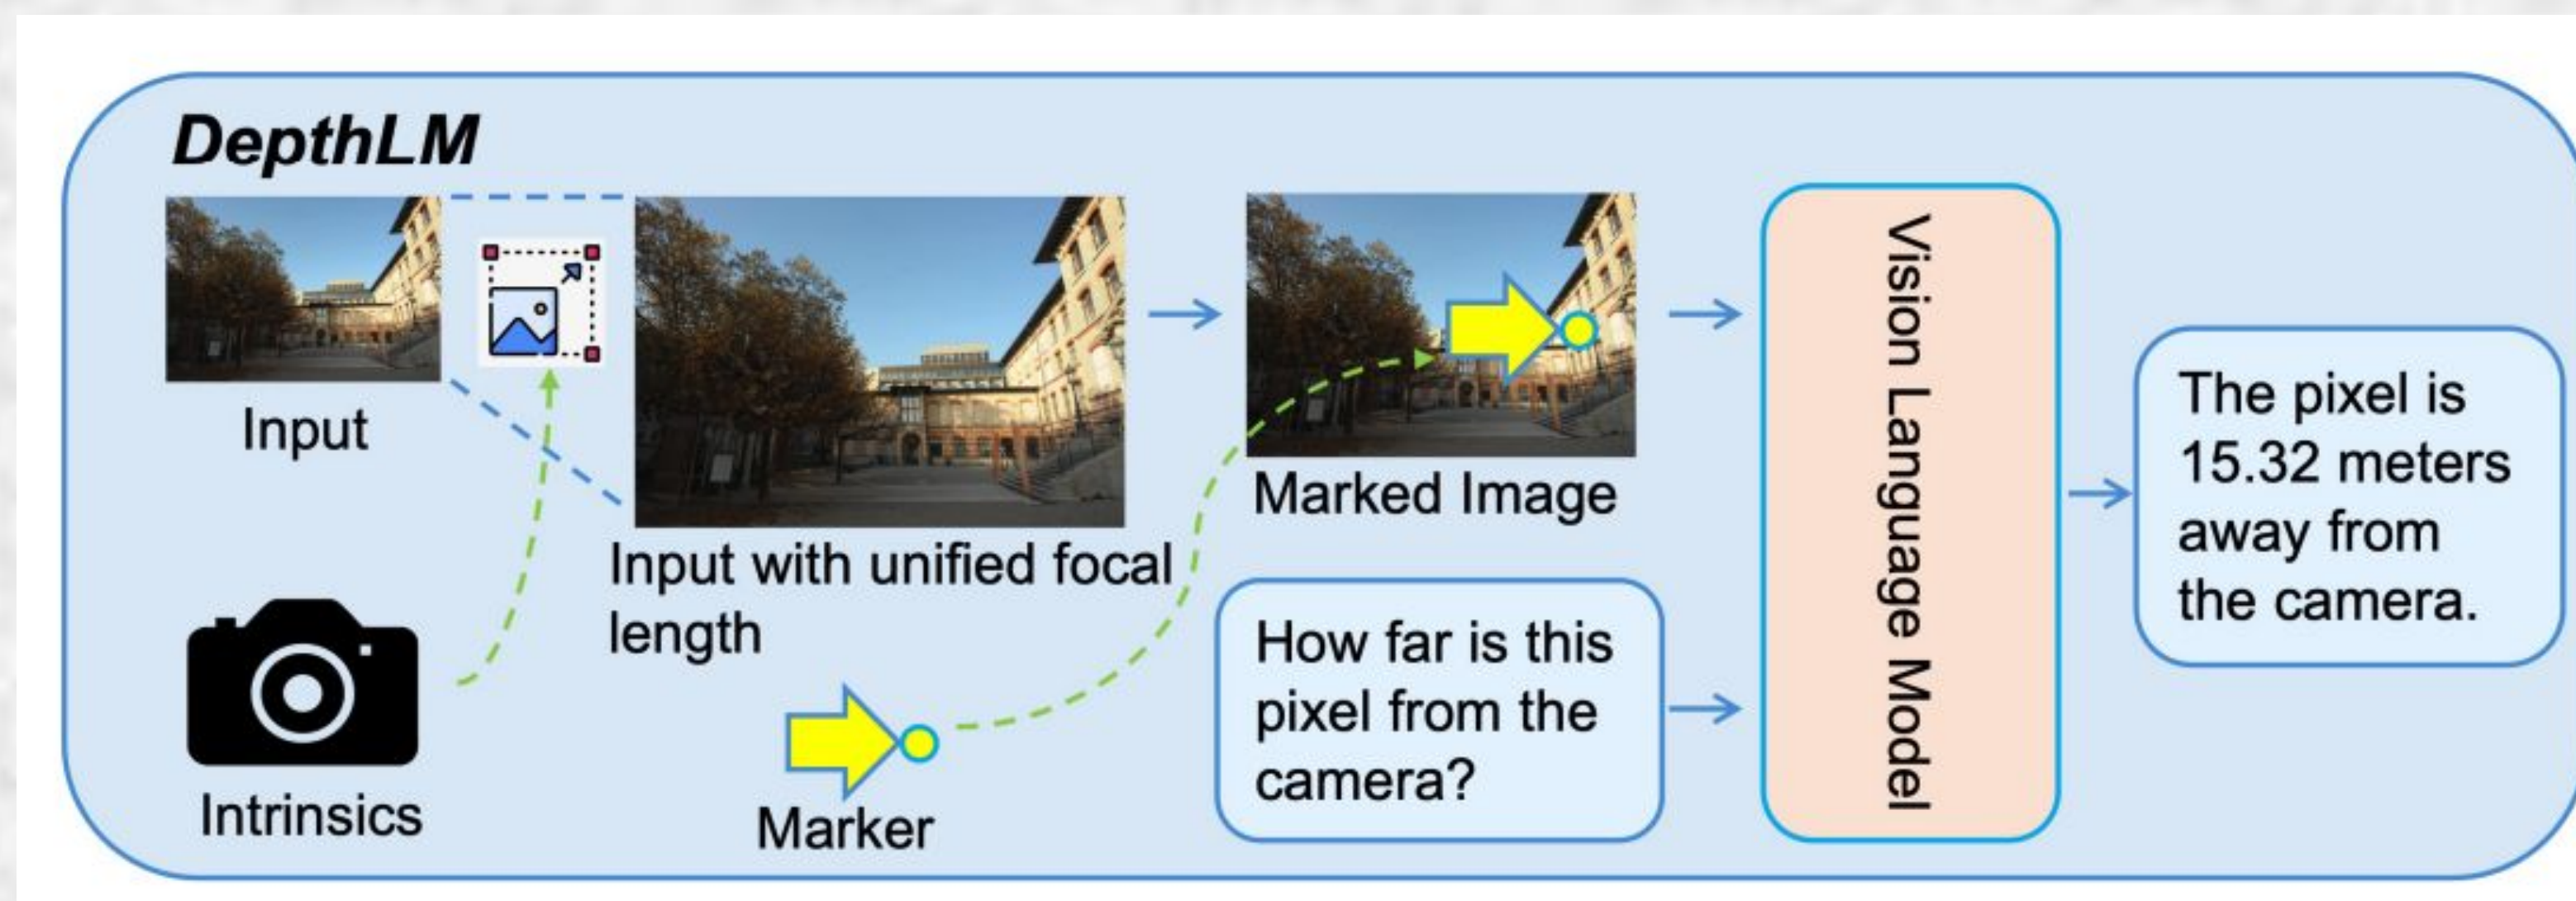 DepthLM
Input
Input with unified focal
length
Intrinsics
Marker
Marked Image
How far is this
pixel from the
camera?
Vision Language Model
The pixel is
15.32 meters
away from
the camera.